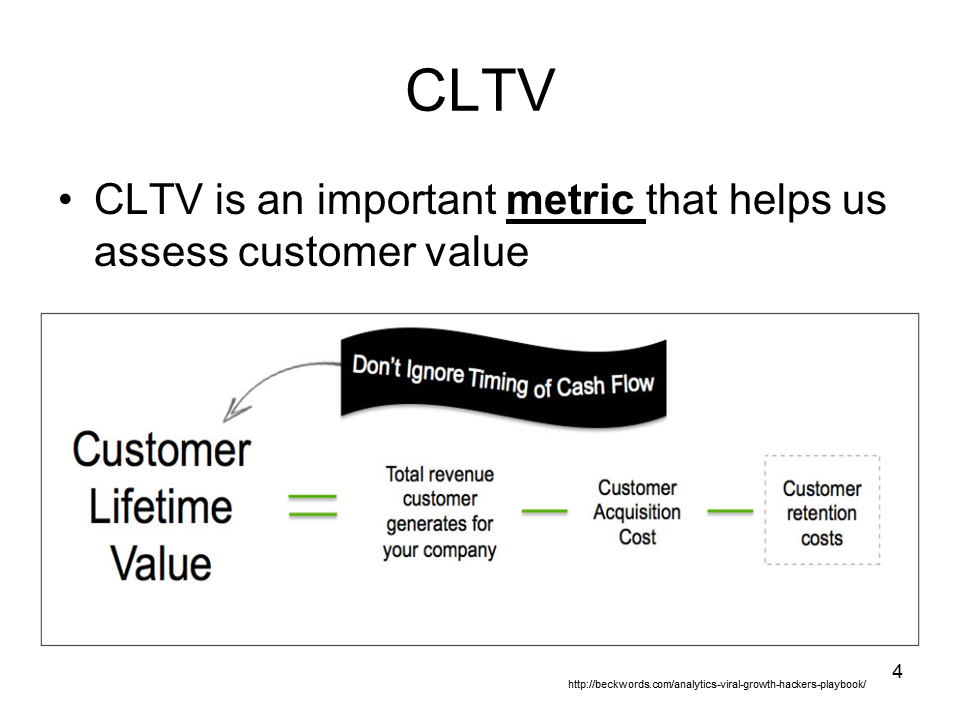 CLTV
• CLTV is an important metric that helps us
assess customer value
Don't Ignore Timing of Cash Flow
Customer
Lifetime
Value
=
Total revenue
customer
generates for
your company
—
Customer
Acquisition
Cost
—
Customer
retention
costs
4
http://beckwords.com/analytics-viral-growth-hackers-playbook/